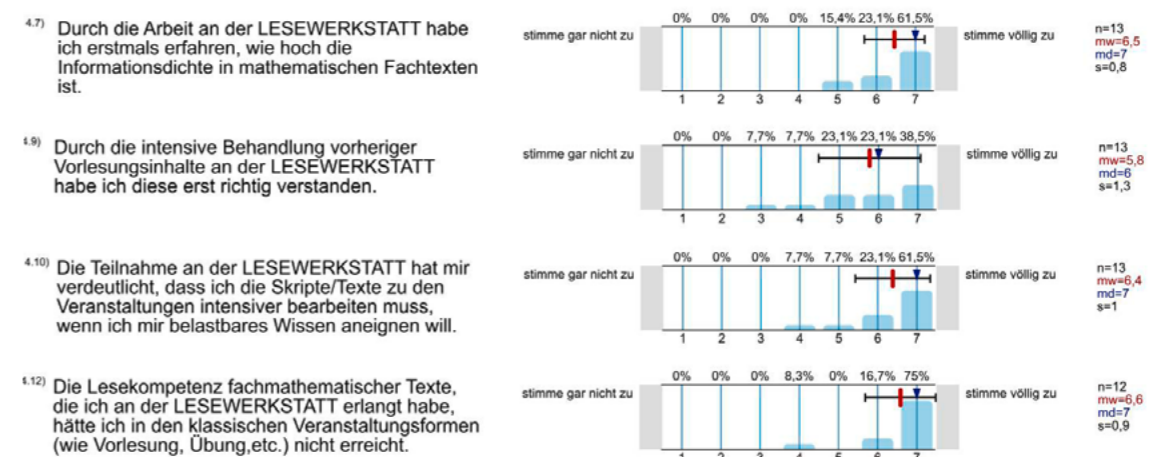 4.7) Durch die Arbeit an der LESEWERKSTATT habe
ich erstmals erfahren, wie hoch die
Informationsdichte in mathematischen Fachtexten
ist.
stimme gar nicht zu
0% 0% 0% 0% 15,4% 23,1% 61,5%
1 2 3 4 5 6 7
stimme völlig zu
n=13
mw=6,5
md=7
s=0,8
4.9) Durch die intensive Behandlung vorheriger
Vorlesungsinhalte an der LESEWERKSTATT
habe ich diese erst richtig verstanden.
stimme gar nicht zu
0% 0% 7,7% 7,7% 23,1% 23,1% 38,5%
1 2 3 4 5 6 7
stimme völlig zu
n=13
mw=5,8
md=6
s=1,3
4.10) Die Teilnahme an der LESEWERKSTATT hat mir
verdeutlicht, dass ich die Skripte/Texte zu den
Veranstaltungen intensiver bearbeiten muss,
wenn ich mir belastbares Wissen aneignen will.
stimme gar nicht zu
0% 0% 0% 7,7% 7,7% 23,1% 61,5%
1 2 3 4 5 6 7
stimme völlig zu
n=13
mw=6,4
md=7
s=1
4.12) Die Lesekompetenz fachmathematischer Texte,
die ich an der LESEWERKSTATT erlangt habe,
hätte ich in den klassischen Veranstaltungsformen
(wie Vorlesung, Übung,etc.) nicht erreicht.
stimme gar nicht zu
0% 0% 0% 8,3% 0% 16,7% 75%
stimme völlig zu
n=12
mw=6,6
md=7
s=0,9